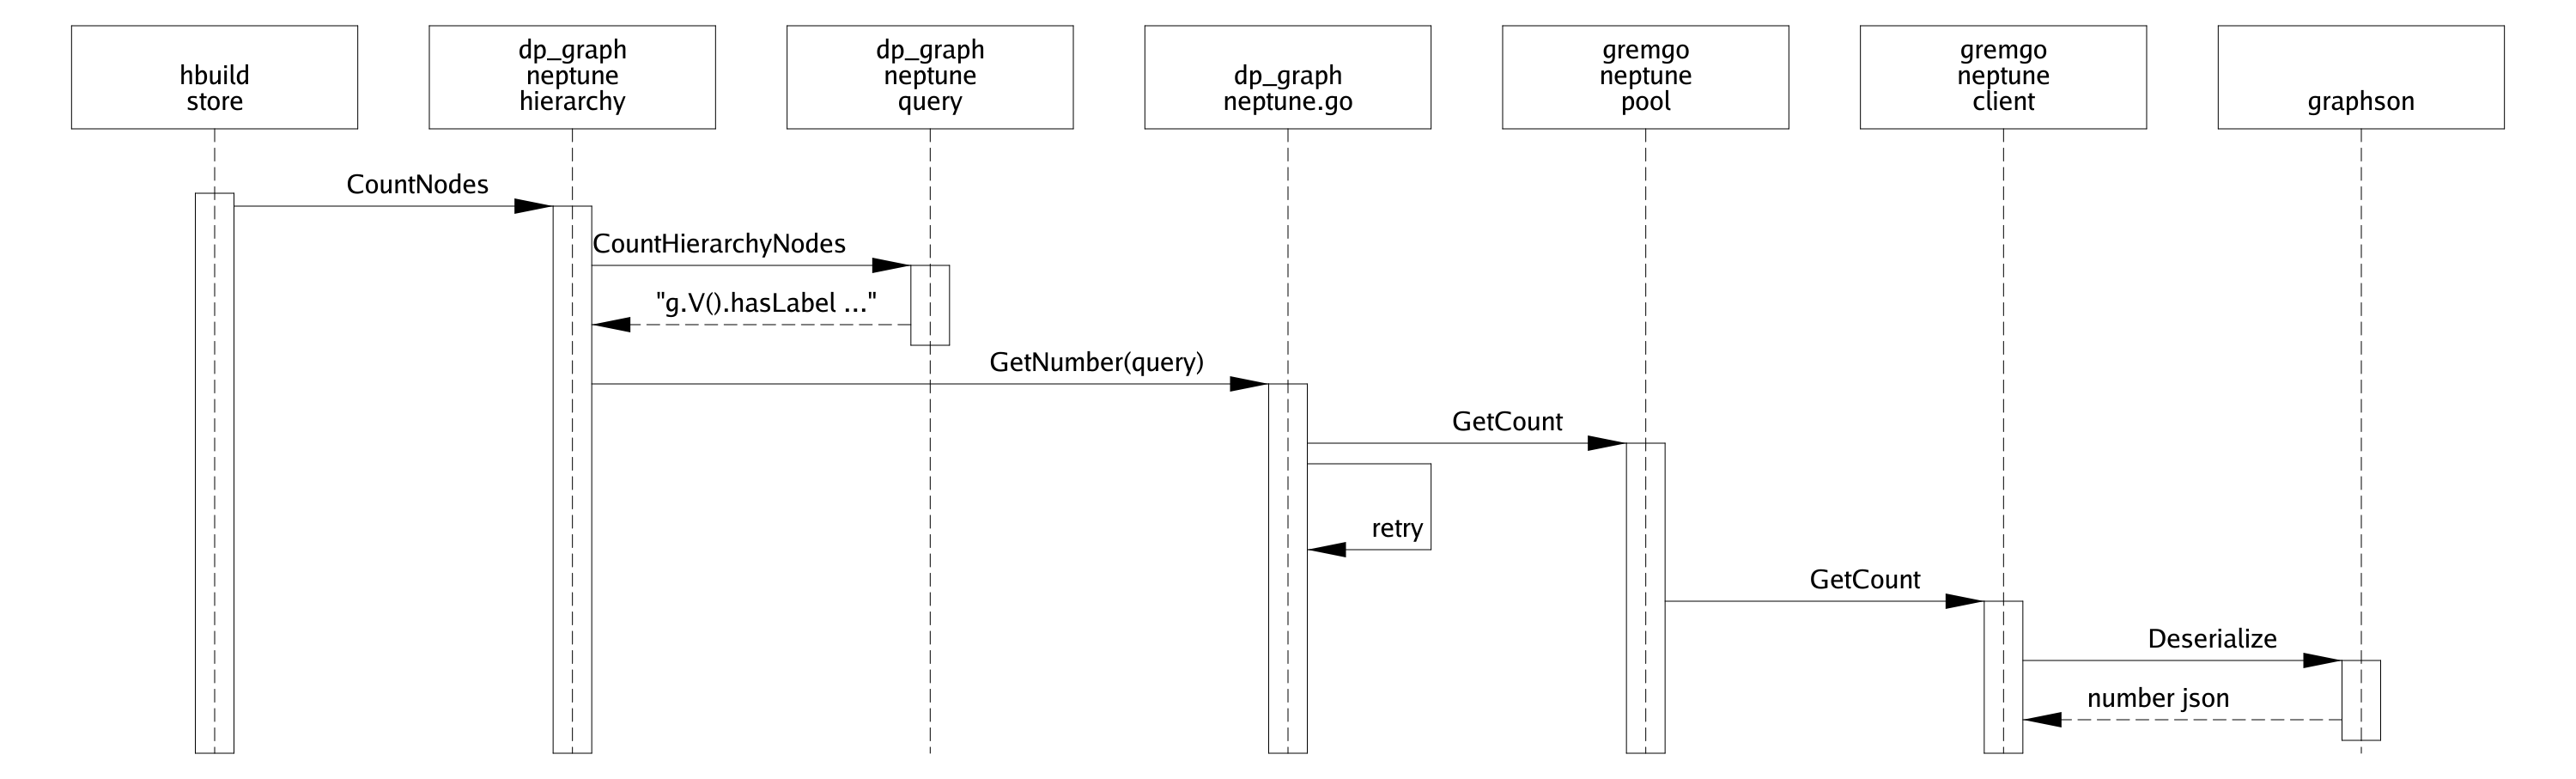 hbuild
store
dp_graph
neptune
hierarchy
dp_graph
neptune
query
dp_graph
neptune.go
gremgo
neptune
pool
gremgo
neptune
client
graphson
CountNodes
CountHierarchyNodes
"g.V().hasLabel ..."
GetNumber(query)
GetCount
retry
GetCount
Deserialize
number json